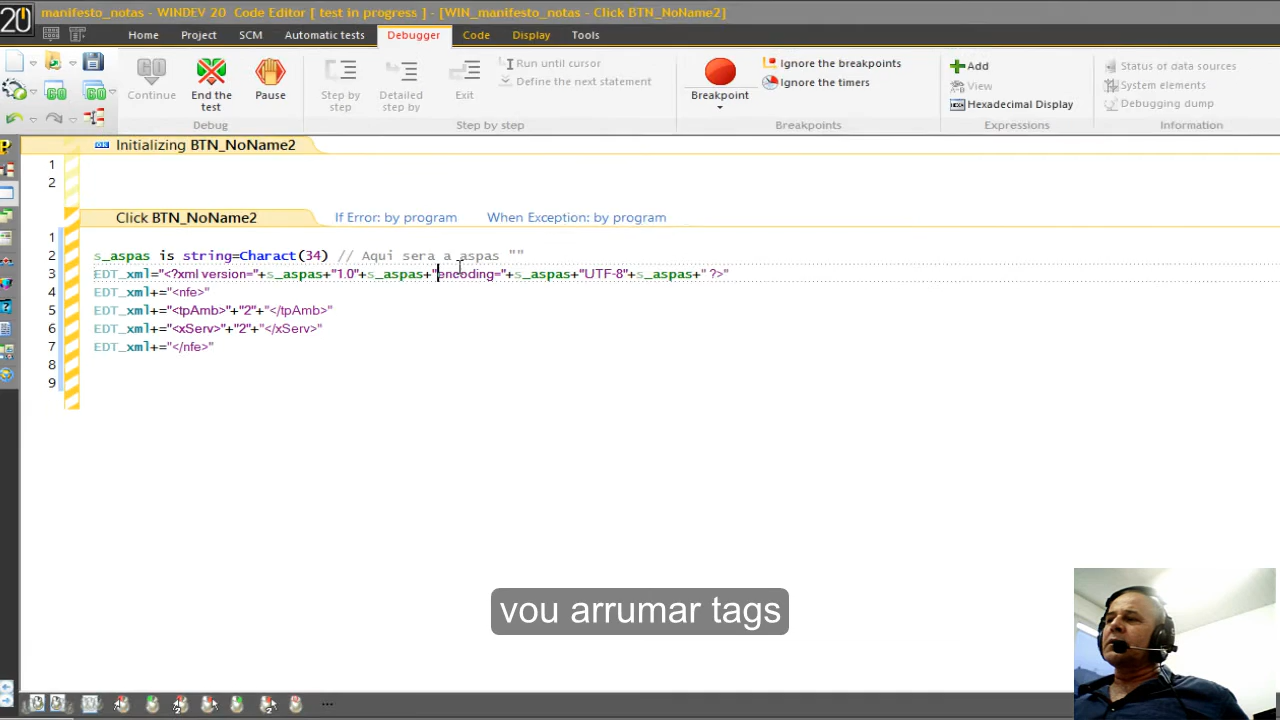 20 manifesto_notas - WINDEV 20 Code Editor [ test in progress ] - [WIN_manifesto_notas - Click BTN_NoName2]
Home Project SCM Automatic tests Debugger Code Display Tools
Continue
End the test
Pause
Debug
Step by step
Detailed step by
Exit
Run until cursor
Define the next statement
Step by step
Breakpoint
Ignore the breakpoints
Ignore the timers
Breakpoints
Add
View
Hexadecimal Display
Expressions
Status of data sources
System elements
Debugging dump
Information
Initializing BTN_NoName2
1
2
Click BTN_NoName2 If Error: by program When Exception: by program
1
2 s_aspas is string=Charact(34) // Aqui sera a aspas ""
3 EDT_xml="<?xml version="+s_aspas+"1.0"+s_aspas+"encoding="+s_aspas+"UTF-8"+s_aspas+" ?>"
4 EDT_xml+="<nfe>"
5 EDT_xml+="<tpAmb>"+"2"+"</tpAmb>"
6 EDT_xml+="<xServ>"+"2"+"</xServ>"
7 EDT_xml+="</nfe>"
8
9
vou arrumar tags